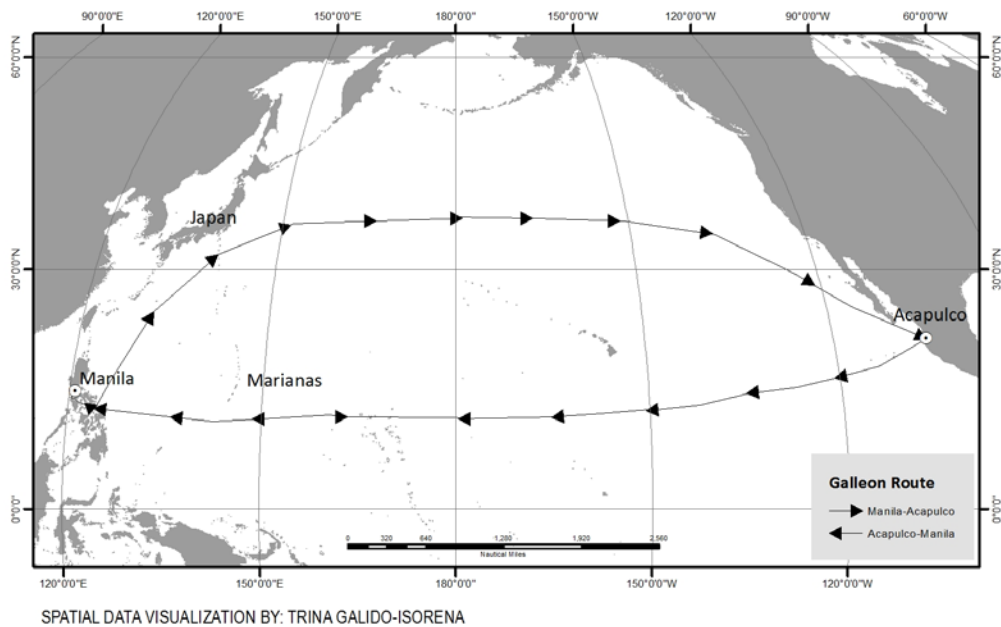 90°0'0"E 120°0'0"E 150°0'0"E 180°0'0" 150°0'0"W 120°0'0"W 90°0'0"W 600°0'W
60°0'0"N 60°0'0"N
Japan
30°0'0"N 30°0'0"N
Acapulco
Manila
Marianas
Galleon Route
Manila-Acapulco
Acapulco-Manila
0°0'0" 0°0'0"
0 320 640 1,280 1,920 2,560
Nautical Miles
120°0'0"E 150°0'0"E 180°0'0" 150°0'0"W 120°0'0"W
SPATIAL DATA VISUALIZATION BY: TRINA GALIDO-ISORENA